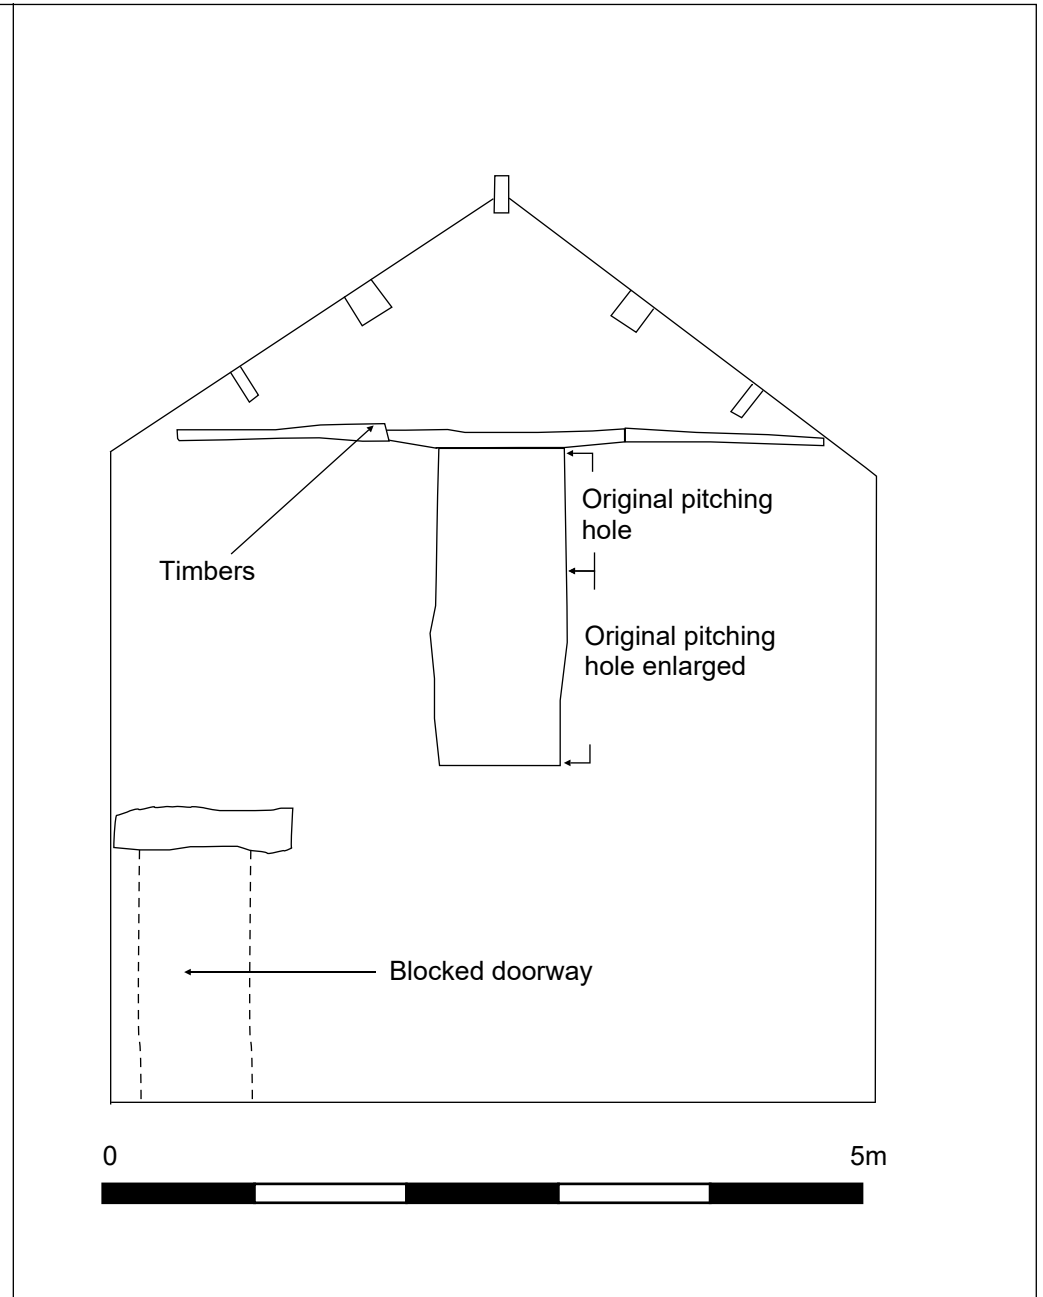 Original pitching
hole
Timbers
Original pitching
hole enlarged
Blocked doorway
0
5m